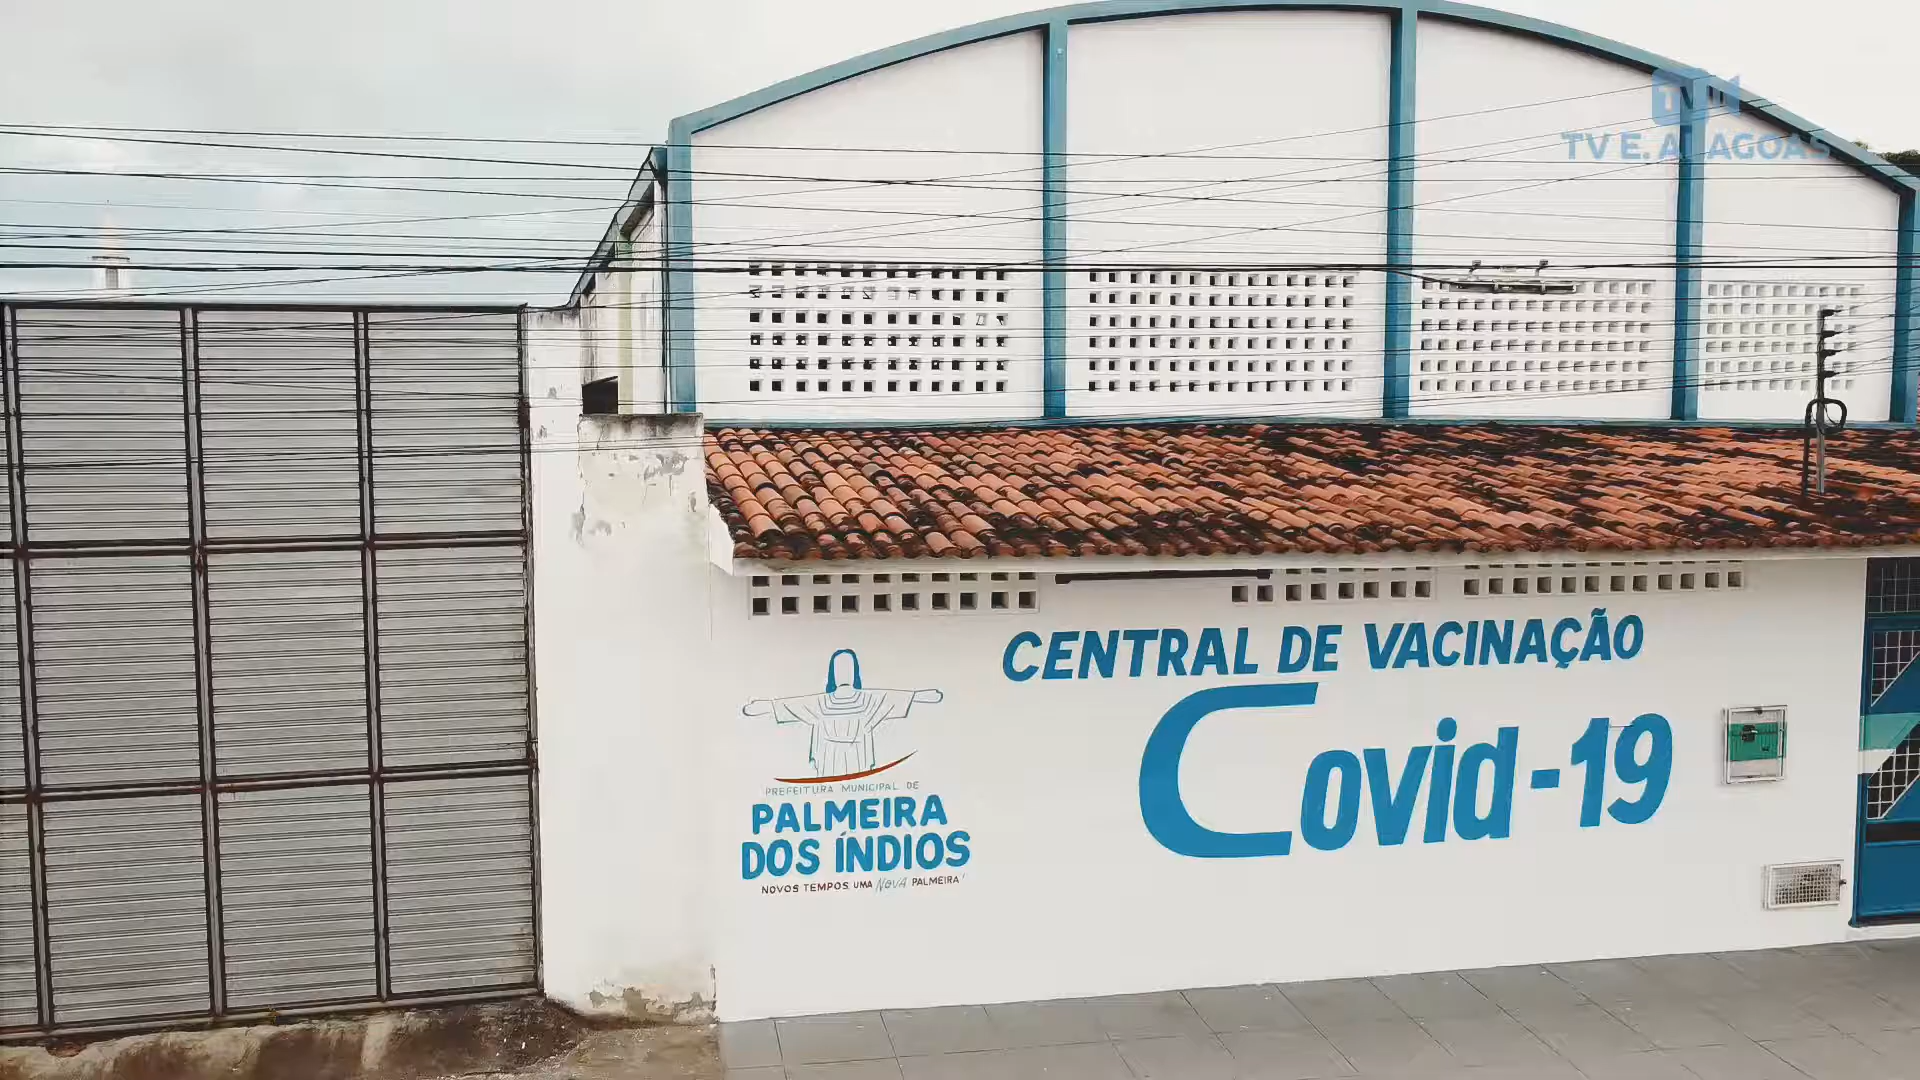 TV E. ALAGOAS
CENTRAL DE VACINAÇÃO
Covid-19
PREFEITURA MUNICIPAL DE
PALMEIRA
DOS ÍNDIOS
NOVOS TEMPOS, UMA NOVA PALMEIRA!